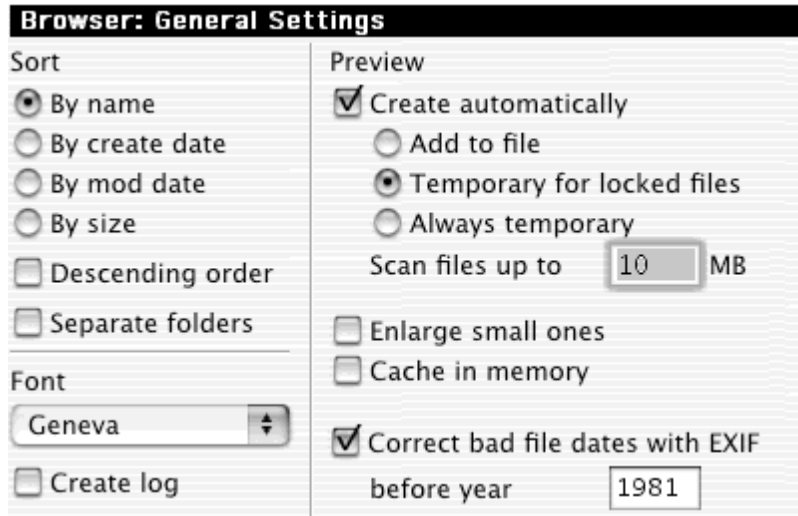 Browser: General Settings
Sort
By name
By create date
By mod date
By size
Descending order
Separate folders
Font
Geneva
Create log
Preview
Create automatically
Add to file
Temporary for locked files
Always temporary
Scan files up to 10 MB
Enlarge small ones
Cache in memory
Correct bad file dates with EXIF
before year 1981